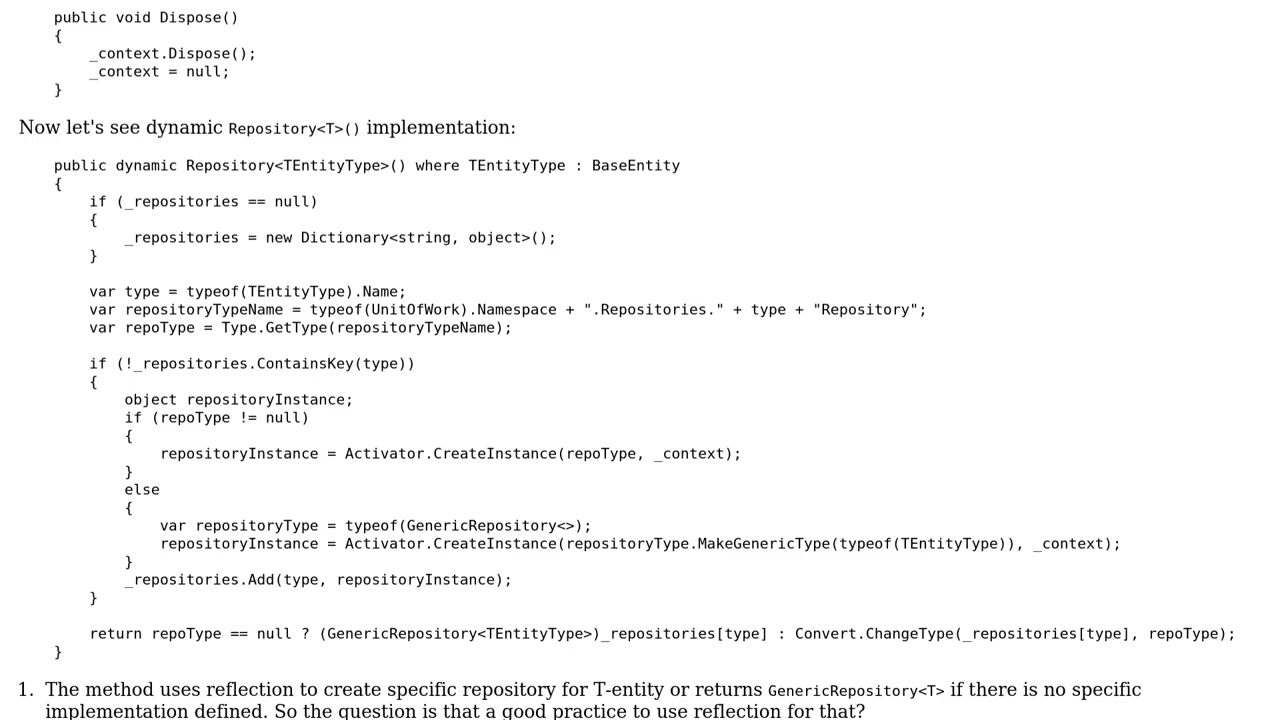 public void Dispose()
{
_context.Dispose();
_context = null;
}
Now let's see dynamic Repository<T>() implementation:
public dynamic Repository<TEntityType>() where TEntityType : BaseEntity
{
if (_repositories == null)
{
_repositories = new Dictionary<string, object>();
}
var type = typeof(TEntityType).Name;
var repositoryTypeName = typeof(UnitOfWork).Namespace + ".Repositories." + type + "Repository";
var repoType = Type.GetType(repositoryTypeName);
if (!_repositories.ContainsKey(type))
{
object repositoryInstance;
if (repoType != null)
{
repositoryInstance = Activator.CreateInstance(repoType, _context);
}
else
{
var repositoryType = typeof(GenericRepository<>);
repositoryInstance = Activator.CreateInstance(repositoryType.MakeGenericType(typeof(TEntityType)), _context);
}
_repositories.Add(type, repositoryInstance);
}
return repoType == null ? (GenericRepository<TEntityType>)_repositories[type] : Convert.ChangeType(_repositories[type], repoType);
}
1. The method uses reflection to create specific repository for T-entity or returns GenericRepository<T> if there is no specific
implementation defined. So the question is that a good practice to use reflection for that?